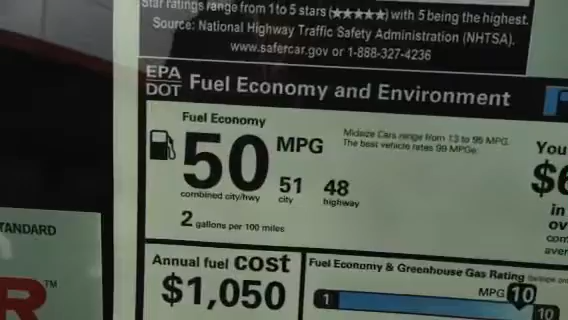 Star ratings range from 1 to 5 stars (★★★★★) with 5 being the highest.
Source: National Highway Traffic Safety Administration (NHTSA).
www.safercar.gov or 1-888-327-4236
EPA
DOT Fuel Economy and Environment
Fuel Economy
50 MPG
Midsize Cars range from 13 to 95 MPG.
The best vehicle rates 99 MPGe.
You
combined city/hwy
51 city
48 highway
$6
in
ov
com
aver
2 gallons per 100 miles
TANDARD
R™
Annual fuel cost
$1,050
Fuel Economy & Greenhouse Gas Rating
MPG 10
1
10